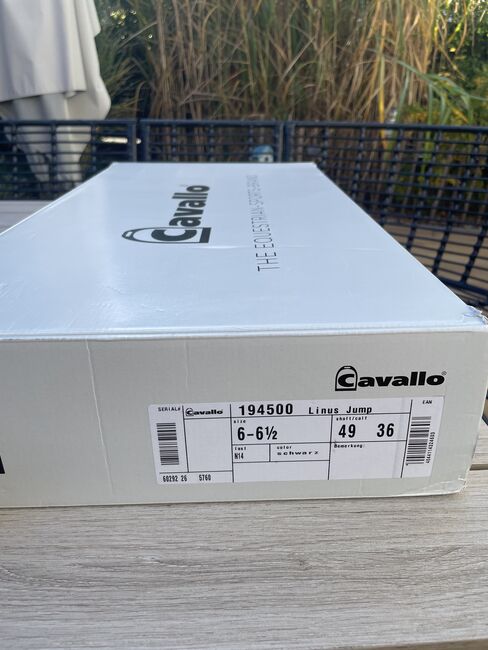 Cavallo®
THE EQUESTRIAN-SPORTS-BRAND
Cavallo®
SERIAL# Cavallo® 194500 Linus Jump EAN
size shaft/calf
6-6½ 49 36
last color Bemerkung:
N14 schwarz
60292 26 5760